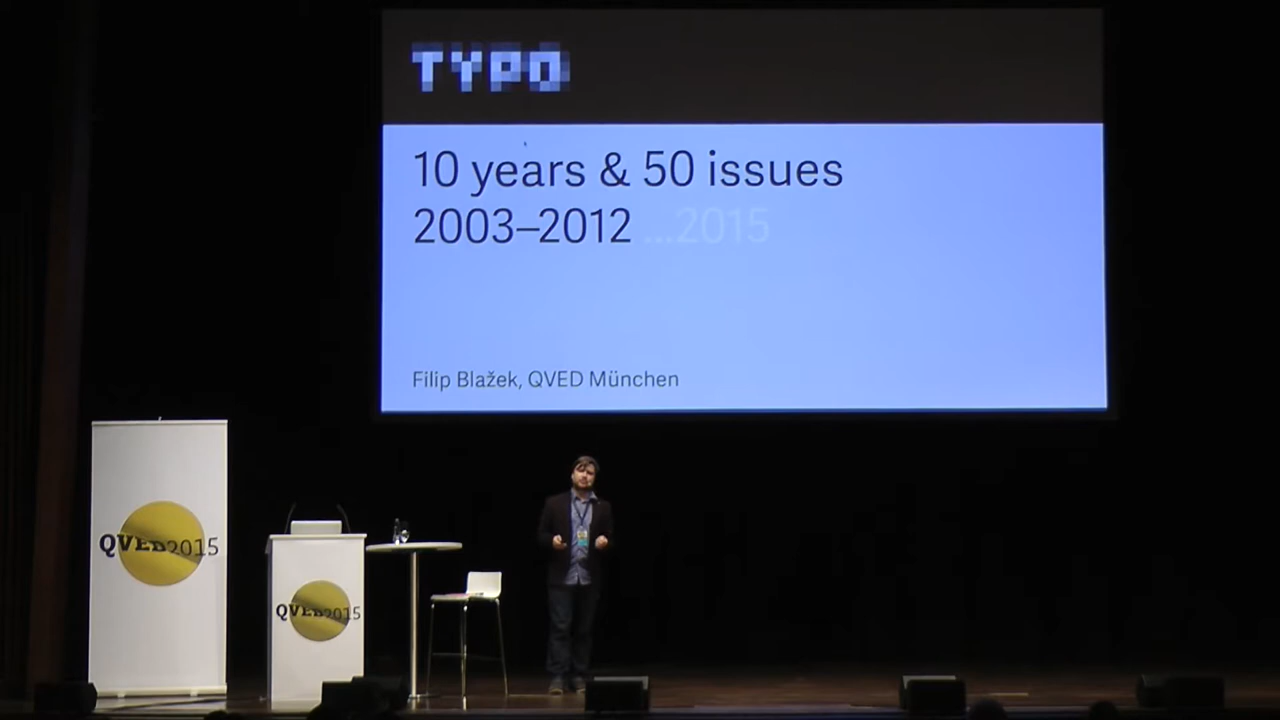 TYPO
10 years & 50 issues
2003–2012 ...2015
Filip Blažek, QVED München
QVED2015
QVED2015